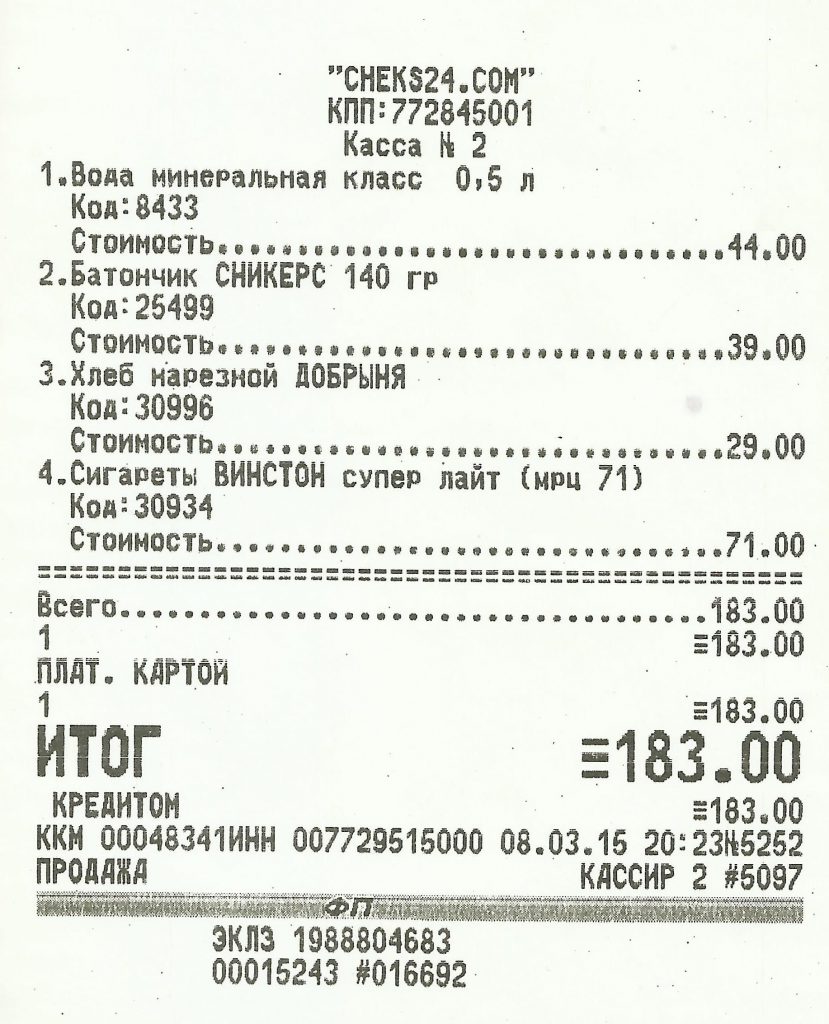 "CHEKS24.COM"
КПП:772845001
Касса № 2
1.Вода минеральная класс 0,5 л
Код:8433
Стоимость................................44.00
2.Батончик СНИКЕРС 140 гр
Код:25499
Стоимость................................39.00
3.Хлеб нарезной ДОБРЫНЯ
Код:30996
Стоимость................................29.00
4.Сигареты ВИНСТОН супер лайт (мрц 71)
Код:30934
Стоимость................................71.00
================================================
Всего.....................................183.00
1 ≡183.00
ПЛАТ. КАРТОЙ
1 ≡183.00
ИТОГ ≡183.00
КРЕДИТОМ ≡183.00
ККМ 00048341ИНН 007729515000 08.03.15 20:23№5252
ПРОДАЖА КАССИР 2 #5097
ФП
ЭКЛЗ 1988804683
00015243 #016692